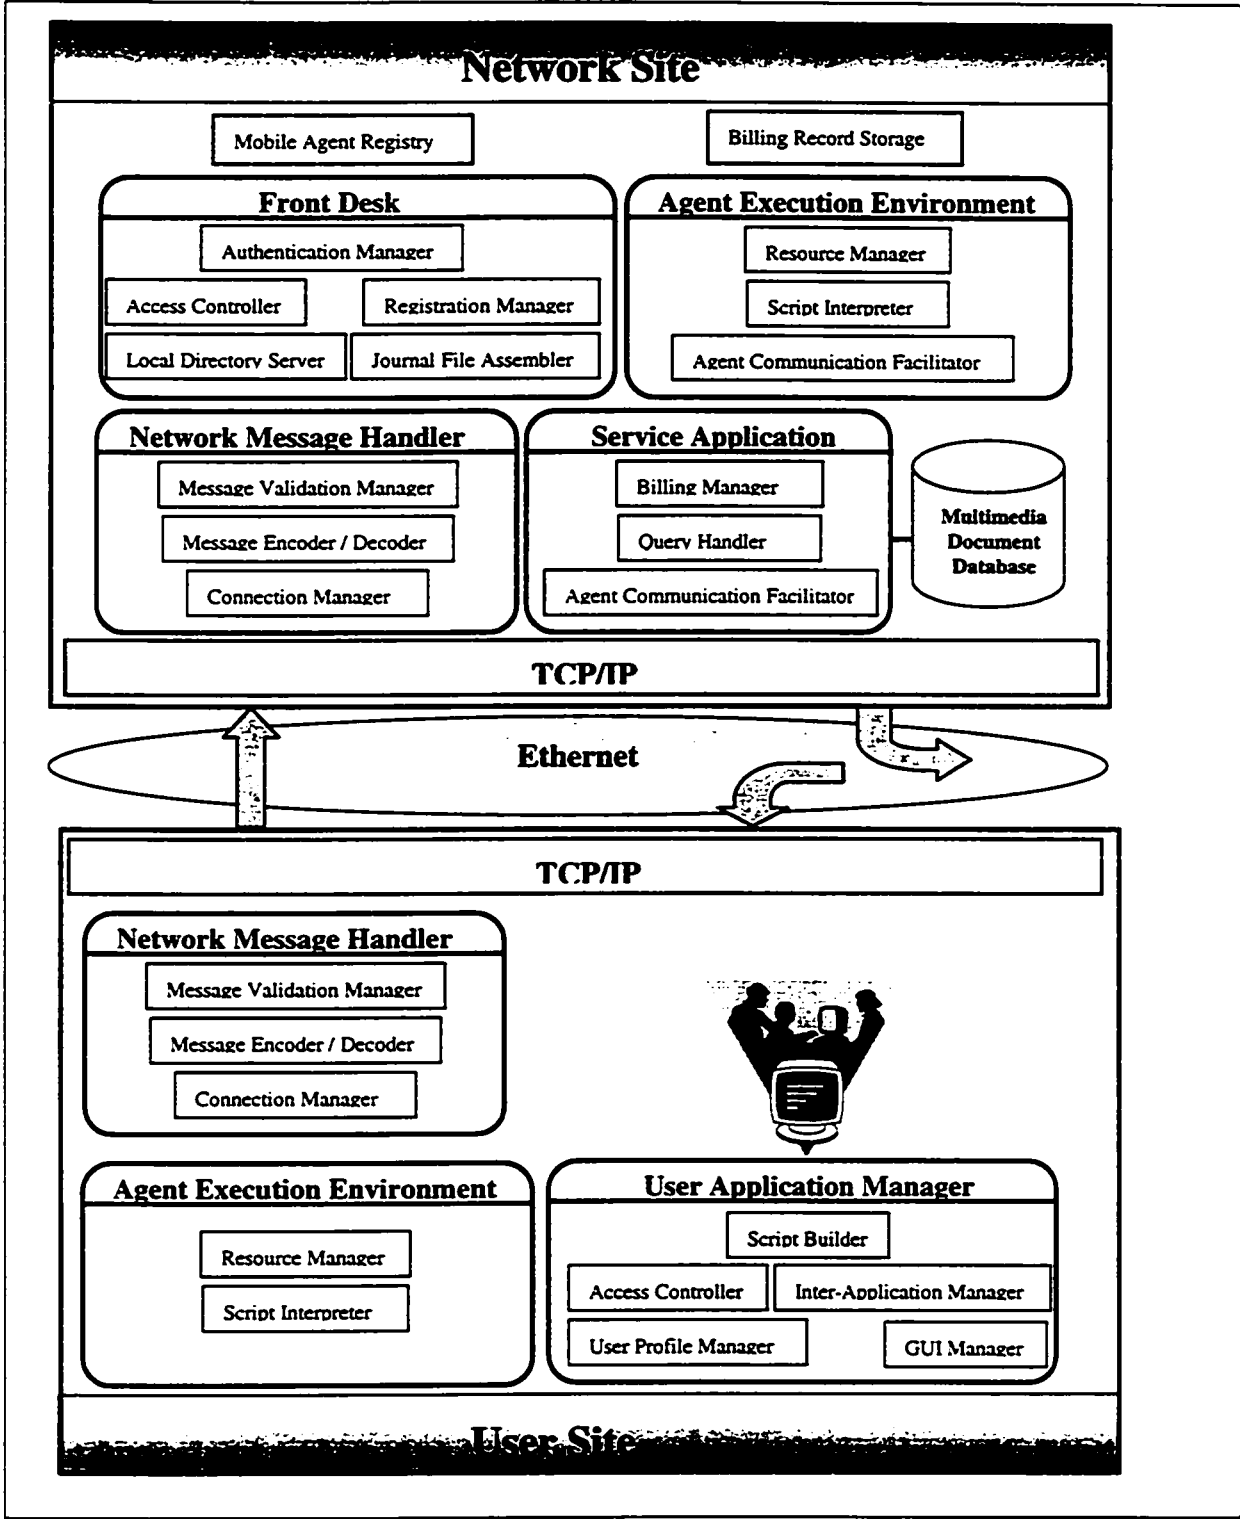 Network Site
Mobile Agent Registry
Billing Record Storage
Front Desk
Authentication Manager
Access Controller
Registration Manager
Local Directory Server
Journal File Assembler
Agent Execution Environment
Resource Manager
Script Interpreter
Agent Communication Facilitator
Network Message Handler
Message Validation Manager
Message Encoder / Decoder
Connection Manager
Service Application
Billing Manager
Query Handler
Agent Communication Facilitator
Multimedia
Document
Database
TCP/IP
Ethernet
TCP/IP
Network Message Handler
Message Validation Manager
Message Encoder / Decoder
Connection Manager
Agent Execution Environment
Resource Manager
Script Interpreter
User Application Manager
Script Builder
Access Controller
Inter-Application Manager
User Profile Manager
GUI Manager
User Site